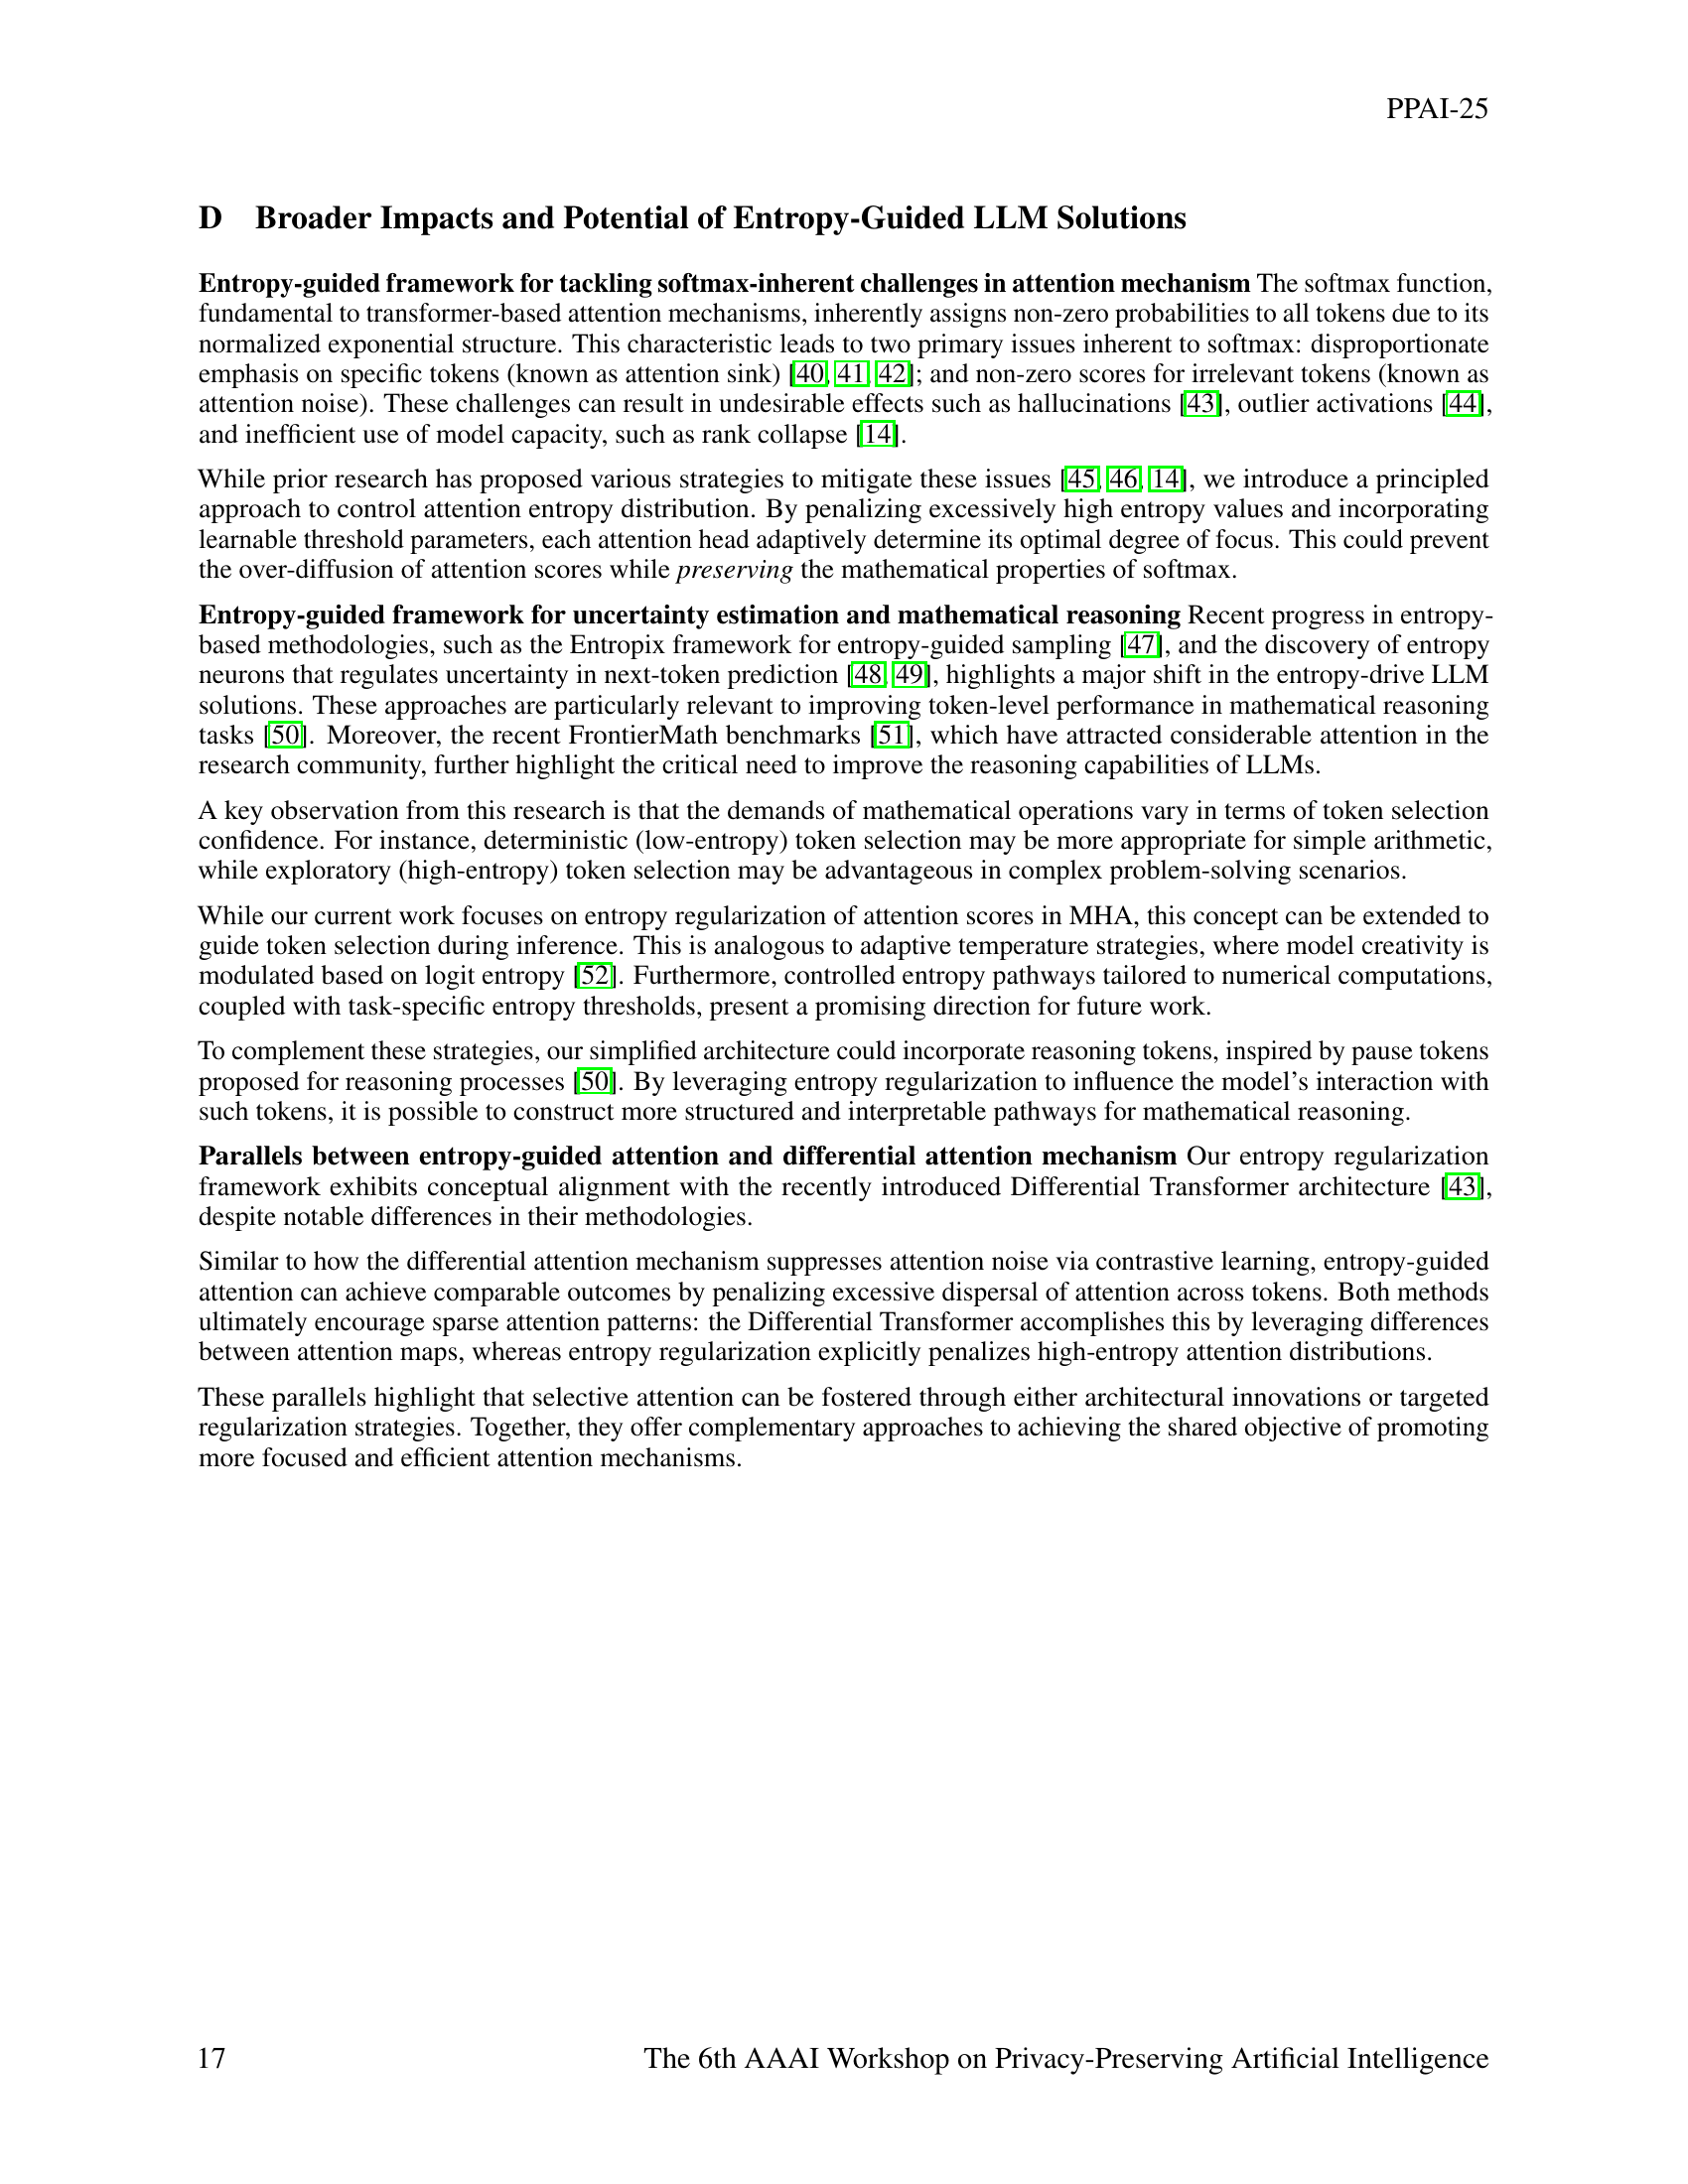 PPAI-25
D Broader Impacts and Potential of Entropy-Guided LLM Solutions
Entropy-guided framework for tackling softmax-inherent challenges in attention mechanism The softmax function,
fundamental to transformer-based attention mechanisms, inherently assigns non-zero probabilities to all tokens due to its
normalized exponential structure. This characteristic leads to two primary issues inherent to softmax: disproportionate
emphasis on specific tokens (known as attention sink) [40, 41, 42]; and non-zero scores for irrelevant tokens (known as
attention noise). These challenges can result in undesirable effects such as hallucinations [43], outlier activations [44],
and inefficient use of model capacity, such as rank collapse [14].
While prior research has proposed various strategies to mitigate these issues [45, 46, 14], we introduce a principled
approach to control attention entropy distribution. By penalizing excessively high entropy values and incorporating
learnable threshold parameters, each attention head adaptively determine its optimal degree of focus. This could prevent
the over-diffusion of attention scores while preserving the mathematical properties of softmax.
Entropy-guided framework for uncertainty estimation and mathematical reasoning Recent progress in entropy-
based methodologies, such as the Entropix framework for entropy-guided sampling [47], and the discovery of entropy
neurons that regulates uncertainty in next-token prediction [48, 49], highlights a major shift in the entropy-drive LLM
solutions. These approaches are particularly relevant to improving token-level performance in mathematical reasoning
tasks [50]. Moreover, the recent FrontierMath benchmarks [51], which have attracted considerable attention in the
research community, further highlight the critical need to improve the reasoning capabilities of LLMs.
A key observation from this research is that the demands of mathematical operations vary in terms of token selection
confidence. For instance, deterministic (low-entropy) token selection may be more appropriate for simple arithmetic,
while exploratory (high-entropy) token selection may be advantageous in complex problem-solving scenarios.
While our current work focuses on entropy regularization of attention scores in MHA, this concept can be extended to
guide token selection during inference. This is analogous to adaptive temperature strategies, where model creativity is
modulated based on logit entropy [52]. Furthermore, controlled entropy pathways tailored to numerical computations,
coupled with task-specific entropy thresholds, present a promising direction for future work.
To complement these strategies, our simplified architecture could incorporate reasoning tokens, inspired by pause tokens
proposed for reasoning processes [50]. By leveraging entropy regularization to influence the model's interaction with
such tokens, it is possible to construct more structured and interpretable pathways for mathematical reasoning.
Parallels between entropy-guided attention and differential attention mechanism Our entropy regularization
framework exhibits conceptual alignment with the recently introduced Differential Transformer architecture [43],
despite notable differences in their methodologies.
Similar to how the differential attention mechanism suppresses attention noise via contrastive learning, entropy-guided
attention can achieve comparable outcomes by penalizing excessive dispersal of attention across tokens. Both methods
ultimately encourage sparse attention patterns: the Differential Transformer accomplishes this by leveraging differences
between attention maps, whereas entropy regularization explicitly penalizes high-entropy attention distributions.
These parallels highlight that selective attention can be fostered through either architectural innovations or targeted
regularization strategies. Together, they offer complementary approaches to achieving the shared objective of promoting
more focused and efficient attention mechanisms.
17 The 6th AAAI Workshop on Privacy-Preserving Artificial Intelligence